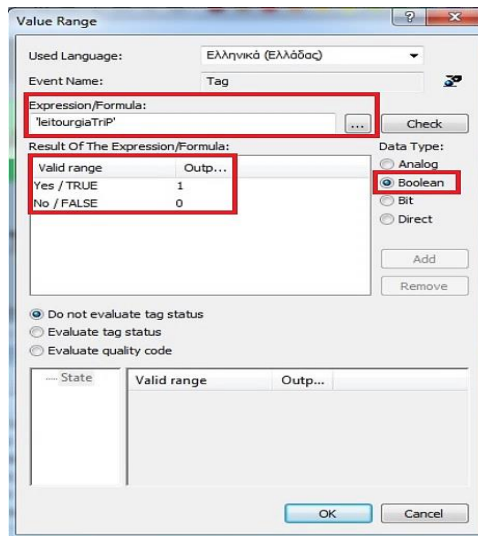 Value Range
Used Language:
Ελληνικά (Ελλάδας)
Event Name:
Tag
Expression/Formula:
'leitourgiaTriP'
...
Check
Result Of The Expression/Formula:
Data Type:
Valid range Outp...
Yes / TRUE 1
No / FALSE 0
Analog
Boolean
Bit
Direct
Add
Remove
Do not evaluate tag status
Evaluate tag status
Evaluate quality code
State
Valid range Outp...
OK
Cancel